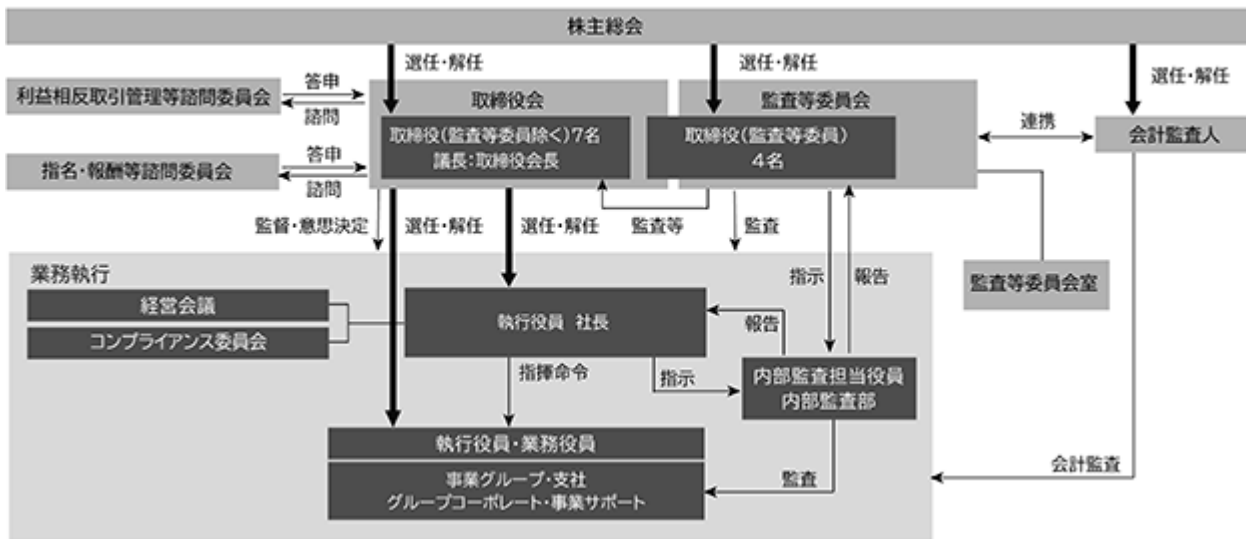 株主総会
選任・解任
選任・解任
選任・解任
利益相反取引管理等諮問委員会
答申
諮問
取締役会
監査等委員会
取締役(監査等委員除く)7名
議長:取締役会長
取締役(監査等委員)
4名
連携
会計監査人
指名・報酬等諮問委員会
答申
諮問
監督・意思決定
選任・解任
選任・解任
監査等
監査
指示
報告
監査等委員会室
業務執行
経営会議
コンプライアンス委員会
執行役員 社長
報告
指揮命令
指示
内部監査担当役員
内部監査部
執行役員・業務役員
事業グループ・支社
グループコーポレート・事業サポート
監査
会計監査